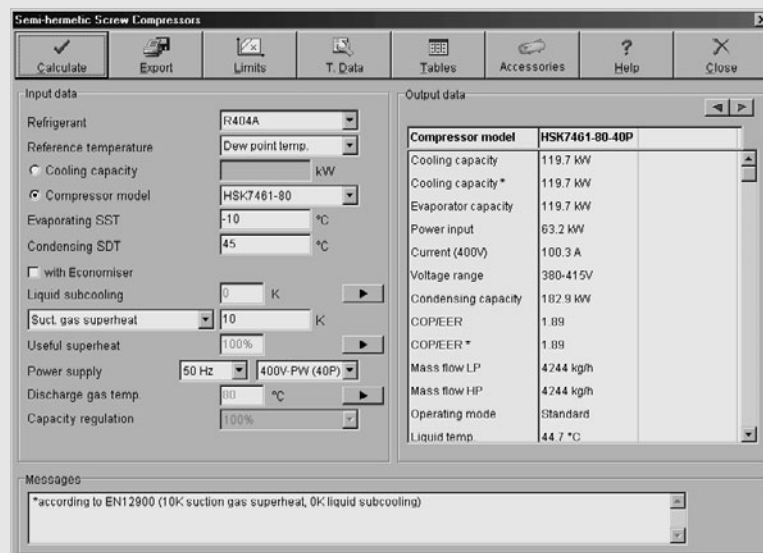 Semi-hermetic Screw Compressors
Calculate Export Limits T. Data Tables Accessories Help Close
Input data
Refrigerant R404A
Reference temperature Dew point temp.
Cooling capacity kW
Compressor model HSK7461-80
Evaporating SST -10 °C
Condensing SDT 45 °C
with Economiser
Liquid subcooling 0 K
Suct. gas superheat 10 K
Useful superheat 100%
Power supply 50 Hz 400V-PW (40P)
Discharge gas temp. 80 °C
Capacity regulation 100%
Output data
Compressor model HSK7461-80-40P
Cooling capacity 119.7 kW
Cooling capacity * 119.7 kW
Evaporator capacity 119.7 kW
Power input 63.2 kW
Current (400V) 100.3 A
Voltage range 380-415V
Condensing capacity 182.9 kW
COP/EER 1.89
COP/EER * 1.89
Mass flow LP 4244 kg/h
Mass flow HP 4244 kg/h
Operating mode Standard
Liquid temp. 44.7 °C
Messages
*according to EN12900 (10K suction gas superheat, 0K liquid subcooling)